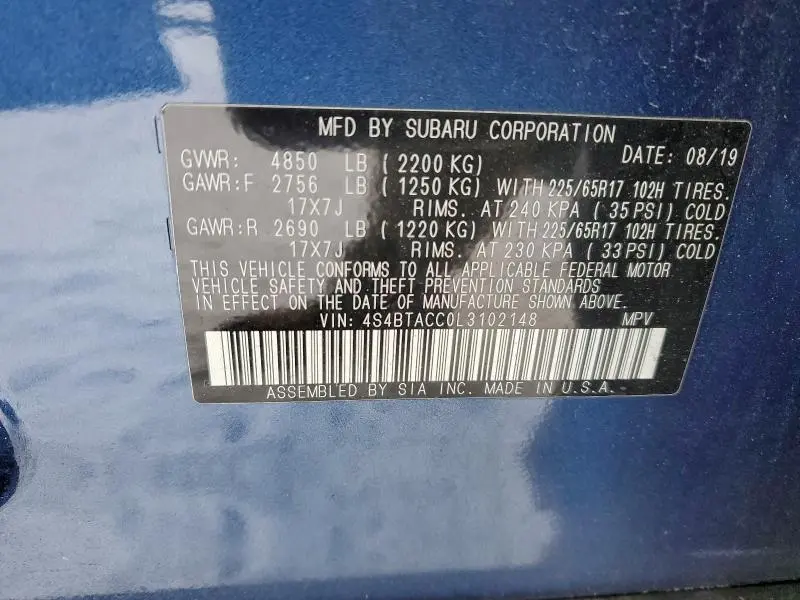 MFD BY SUBARU CORPORATION
GVWR: 4850 LB (2200 KG) DATE: 08/19
GAWR:F 2756 LB (1250 KG) WITH 225/65R17 102H TIRES.
17X7J RIMS. AT 240 KPA (35 PSI) COLD
GAWR:R 2690 LB (1220 KG) WITH 225/65R17 102H TIRES.
17X7J RIMS. AT 230 KPA (33 PSI) COLD
THIS VEHICLE CONFORMS TO ALL APPLICABLE FEDERAL MOTOR
VEHICLE SAFETY AND THEFT PREVENTION STANDARDS
IN EFFECT ON THE DATE OF MANUFACTURE SHOWN ABOVE.
VIN: 4S4BTACC0L3102148 MPV
ASSEMBLED BY SIA INC. MADE IN U.S.A.